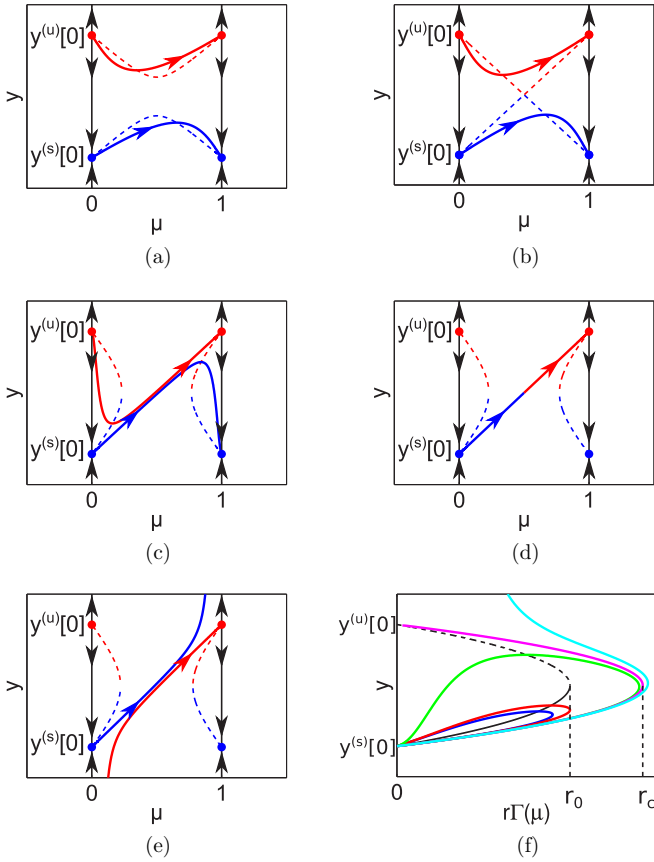 y(u)[0]
y
y(s)[0]
0 1
μ
(a)
y(u)[0]
y
y(s)[0]
0 1
μ
(b)
y(u)[0]
y
y(s)[0]
0 1
μ
(c)
y(u)[0]
y
y(s)[0]
0 1
μ
(d)
y(u)[0]
y
y(s)[0]
0 1
μ
(e)
y(u)[0]
y
y(s)[0]
0 r0 rc
rΓ(μ)
(f)